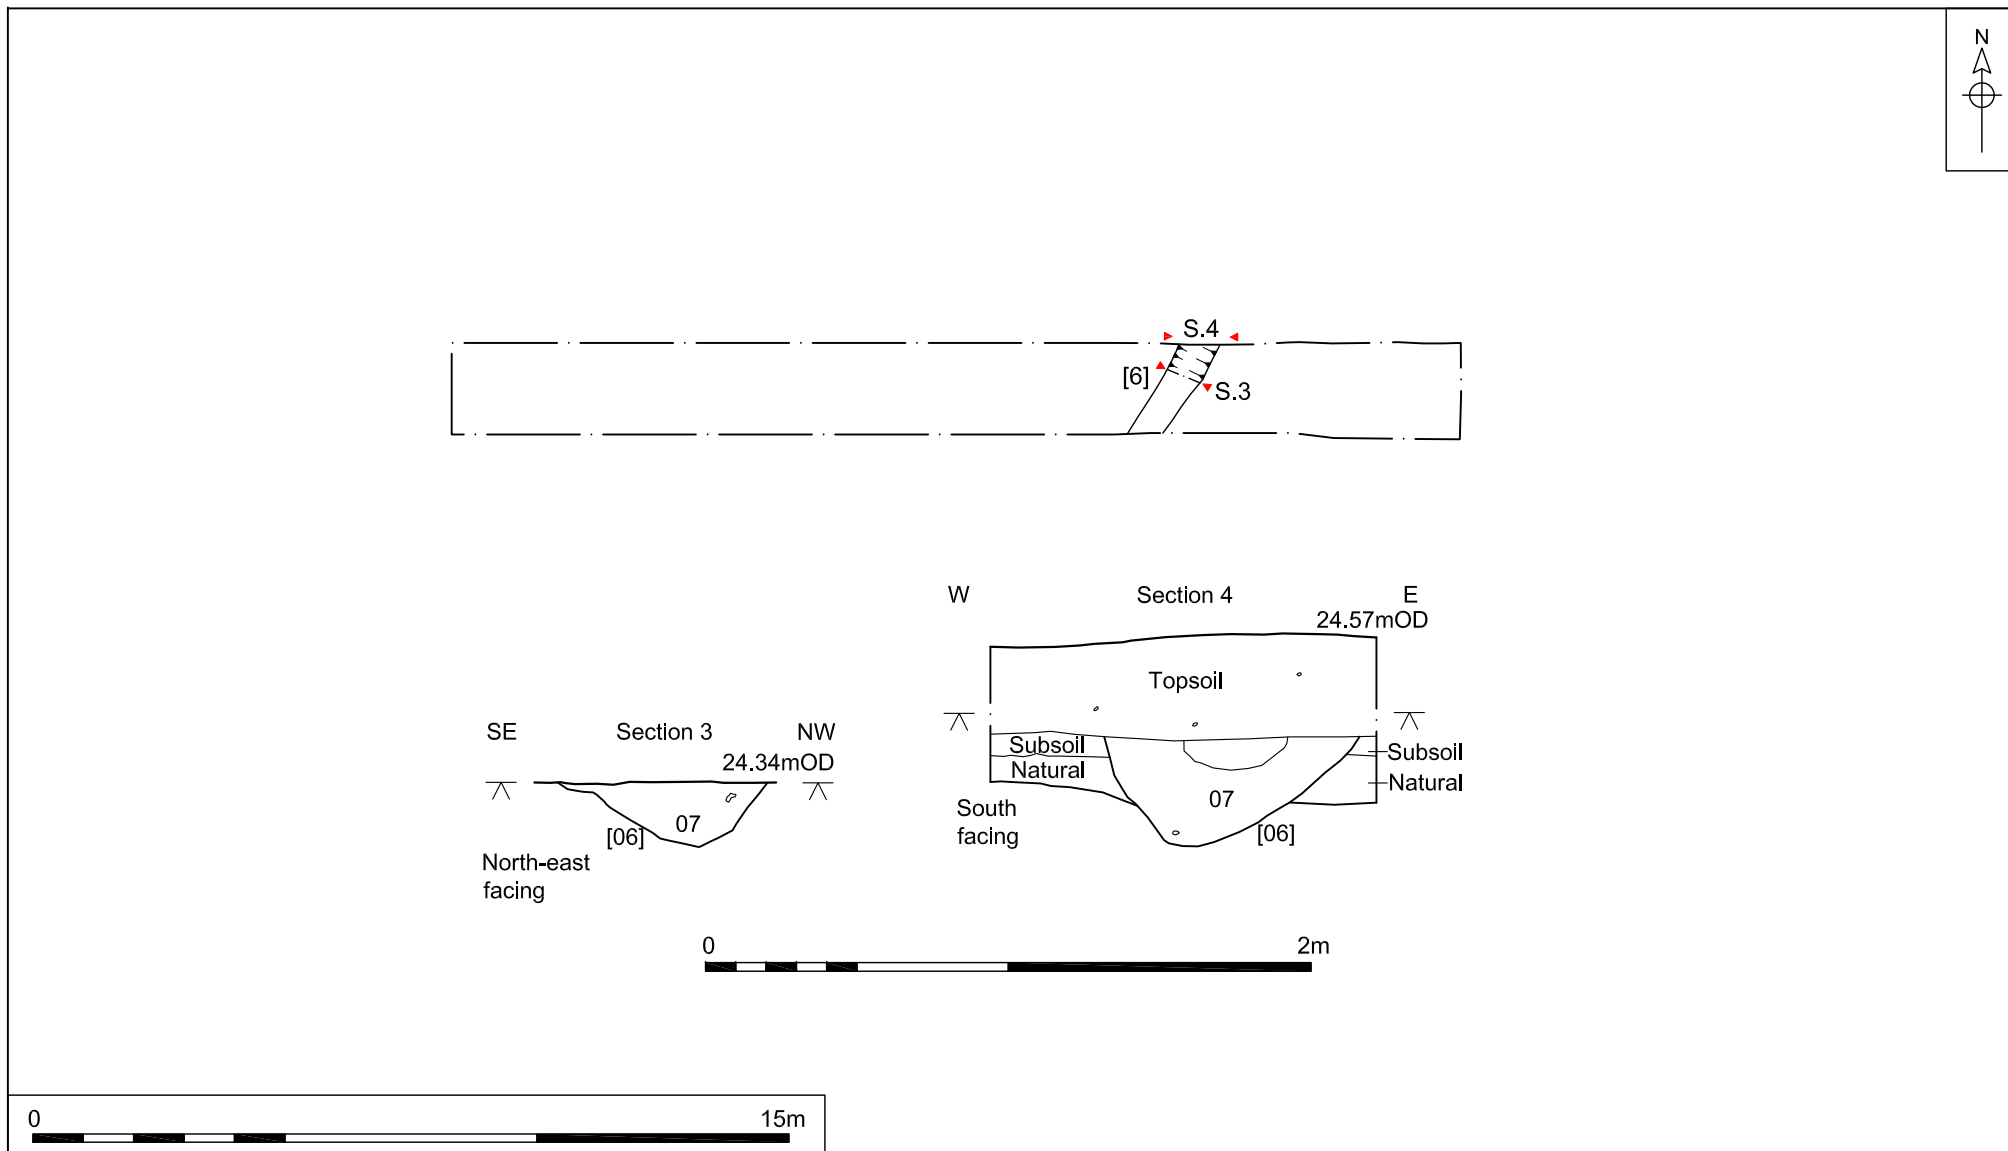 N
S.4
[6]
S.3
W
Section 4
E
24.57mOD
Topsoil
SE
Section 3
NW
24.34mOD
Subsoil
Natural
Subsoil
Natural
07
[06]
07
[06]
South
facing
North-east
facing
0
2m
0
15m